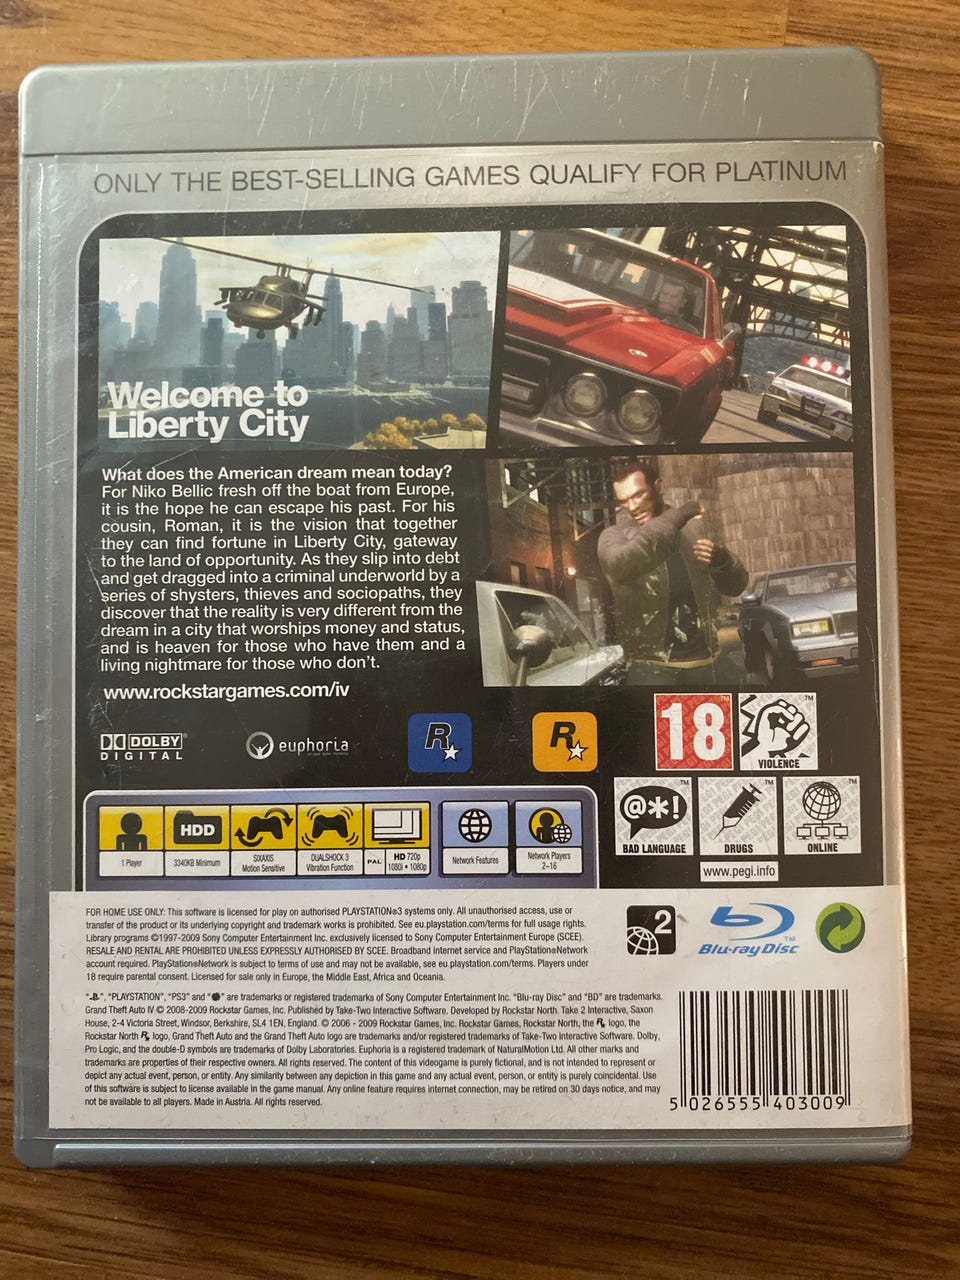 ONLY THE BEST-SELLING GAMES QUALIFY FOR PLATINUM
Welcome to
Liberty City
What does the American dream mean today?
For Niko Bellic fresh off the boat from Europe,
it is the hope he can escape his past. For his
cousin, Roman, it is the vision that together
they can find fortune in Liberty City, gateway
to the land of opportunity. As they slip into debt
and get dragged into a criminal underworld by a
series of shysters, thieves and sociopaths, they
discover that the reality is very different from the
dream in a city that worships money and status,
and is heaven for those who have them and a
living nightmare for those who don't.
www.rockstargames.com/iv
DOLBY
DIGITAL
euphoria
R
R
18
VIOLENCE
@*!
BAD LANGUAGE
DRUGS
ONLINE
www.pegi.info
HDD
1 Player
3340KB Minimum
SIXAXIS
Motion Sensitive
DUALSHOCK 3
Vibration Function
PAL
HD 720p
1080i • 1080p
Network Features
Network Players
2-16
FOR HOME USE ONLY: This software is licensed for play on authorised PLAYSTATION®3 systems only. All unauthorised access, use or
transfer of the product or its underlying copyright and trademark works is prohibited. See eu.playstation.com/terms for full usage rights.
Library programs ©1997-2009 Sony Computer Entertainment Inc. exclusively licensed to Sony Computer Entertainment Europe (SCEE).
RESALE AND RENTAL ARE PROHIBITED UNLESS EXPRESSLY AUTHORISED BY SCEE. Broadband internet service and PlayStation®Network
account required. PlayStation®Network is subject to terms of use and may not be available, see eu.playstation.com/terms. Players under
18 require parental consent. Licensed for sale only in Europe, the Middle East, Africa and Oceania.
2
Blu-ray Disc
TM
"PS", "PLAYSTATION", "PS3" and "" are trademarks or registered trademarks of Sony Computer Entertainment Inc. "Blu-ray Disc" and "BD" are trademarks.
Grand Theft Auto IV © 2008-2009 Rockstar Games, Inc. Published by Take-Two Interactive Software. Developed by Rockstar North. Take 2 Interactive, Saxon
House, 2-4 Victoria Street, Windsor, Berkshire, SL4 1EN, England. © 2006 - 2009 Rockstar Games, Inc. Rockstar Games, Rockstar North, the R logo, the
Rockstar North R logo, Grand Theft Auto and the Grand Theft Auto logo are trademarks and/or registered trademarks of Take-Two Interactive Software. Dolby,
Pro Logic, and the double-D symbols are trademarks of Dolby Laboratories. Euphoria is a registered trademark of NaturalMotion Ltd. All other marks and
trademarks are properties of their respective owners. All rights reserved. The content of this videogame is purely fictional, and is not intended to represent or
depict any actual event, person, or entity. Any similarity between any depiction in this game and any actual event, person, or entity is purely coincidental. Use
of this software is subject to license available in the game manual. Any online feature requires internet connection, may be retired on 30 days notice, and may
not be available to all players. Made in Austria. All rights reserved.
5 026555 403009